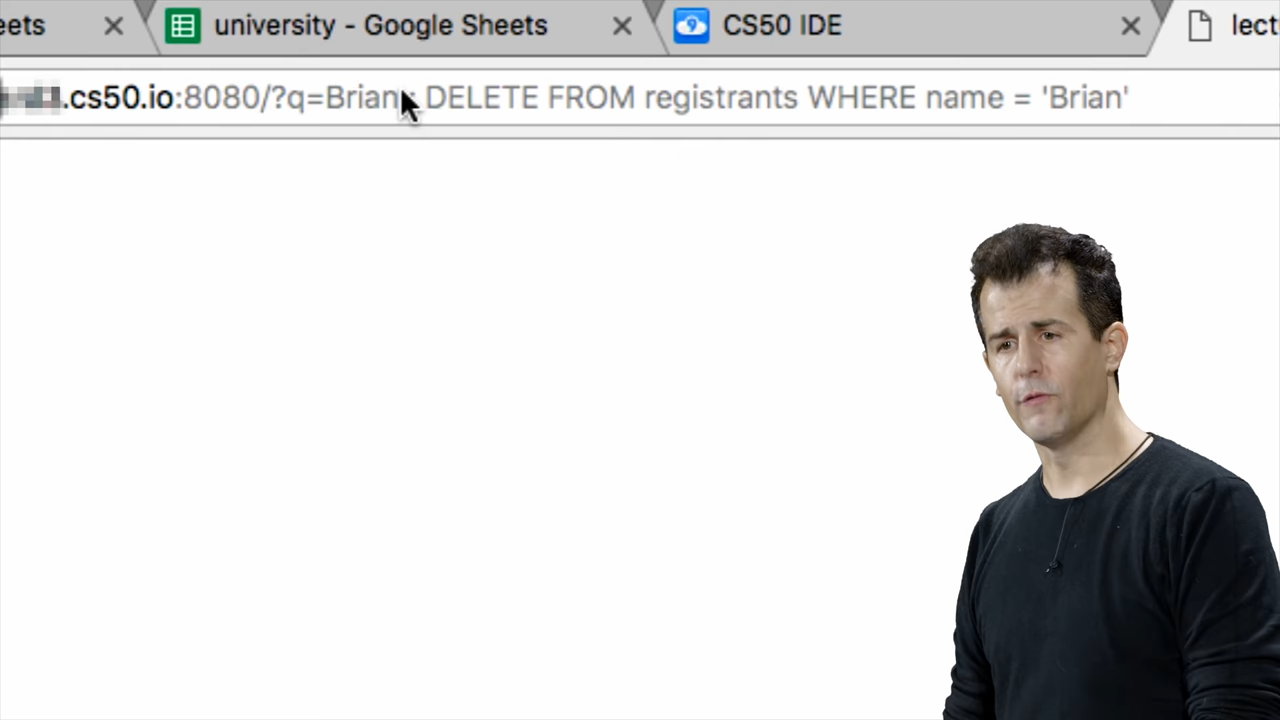 eets university - Google Sheets CS50 IDE lect
.cs50.io:8080/?q=Brian; DELETE FROM registrants WHERE name = 'Brian'